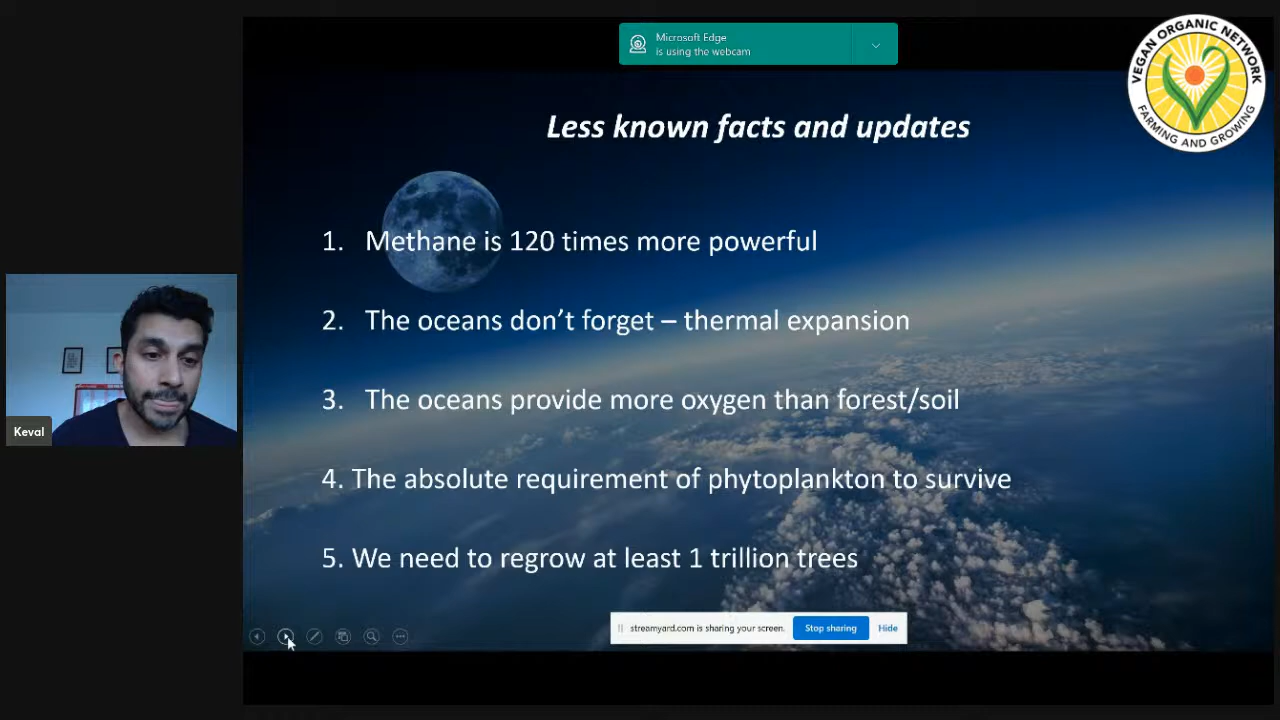 Microsoft Edge
is using the webcam
VEGAN ORGANIC NETWORK
FARMING AND GROWING
Less known facts and updates
1. Methane is 120 times more powerful
2. The oceans don't forget – thermal expansion
3. The oceans provide more oxygen than forest/soil
Keval
4. The absolute requirement of phytoplankton to survive
5. We need to regrow at least 1 trillion trees
streamyard.com is sharing your screen. Stop sharing Hide